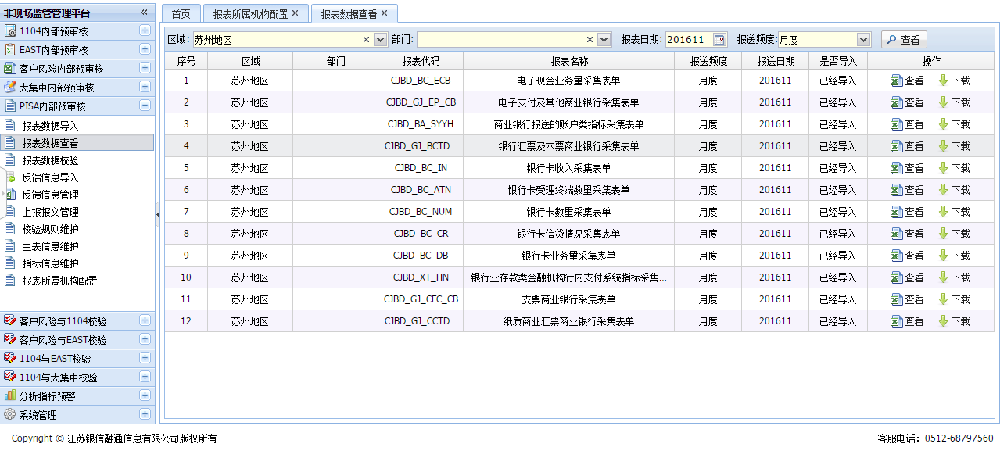 非现场监管管理平台
1104内部预审核
EAST内部预审核
客户风险内部预审核
大集中内部预审核
PISA内部预审核
报表数据导入
报表数据查看
报表数据校验
反馈信息导入
反馈信息管理
上报报文管理
校验规则维护
主表信息维护
指标信息维护
报表所属机构配置
客户风险与1104校验
客户风险与EAST校验
1104与EAST校验
1104与大集中校验
分析指标预警
系统管理
首页 报表所属机构配置 报表数据查看
区域: 苏州地区 部门: 报表日期: 201611 报送频度: 月度 查看
序号 区域 部门 报表代码 报表名称 报送频度 报送日期 是否导入 操作
1 苏州地区 CJBD_BC_ECB 电子现金业务量采集表单 月度 201611 已经导入 查看 下载
2 苏州地区 CJBD_GJ_EP_CB 电子支付及其他商业银行采集表单 月度 201611 已经导入 查看 下载
3 苏州地区 CJBD_BA_SYYH 商业银行报送的账户类指标采集表单 月度 201611 已经导入 查看 下载
4 苏州地区 CJBD_GJ_BCTD... 银行汇票及本票商业银行采集表单 月度 201611 已经导入 查看 下载
5 苏州地区 CJBD_BC_IN 银行卡收入采集表单 月度 201611 已经导入 查看 下载
6 苏州地区 CJBD_BC_ATN 银行卡受理终端数量采集表单 月度 201611 已经导入 查看 下载
7 苏州地区 CJBD_BC_NUM 银行卡数量采集表单 月度 201611 已经导入 查看 下载
8 苏州地区 CJBD_BC_CR 银行卡信贷情况采集表单 月度 201611 已经导入 查看 下载
9 苏州地区 CJBD_BC_DB 银行卡业务量采集表单 月度 201611 已经导入 查看 下载
10 苏州地区 CJBD_XT_HN 银行业存款类金融机构行内支付系统指标采集... 月度 201611 已经导入 查看 下载
11 苏州地区 CJBD_GJ_CFC_CB 支票商业银行采集表单 月度 201611 已经导入 查看 下载
12 苏州地区 CJBD_GJ_CCTD... 纸质商业汇票商业银行采集表单 月度 201611 已经导入 查看 下载
Copyright © 江苏银信融通信息有限公司版权所有 客服电话：0512-68797560